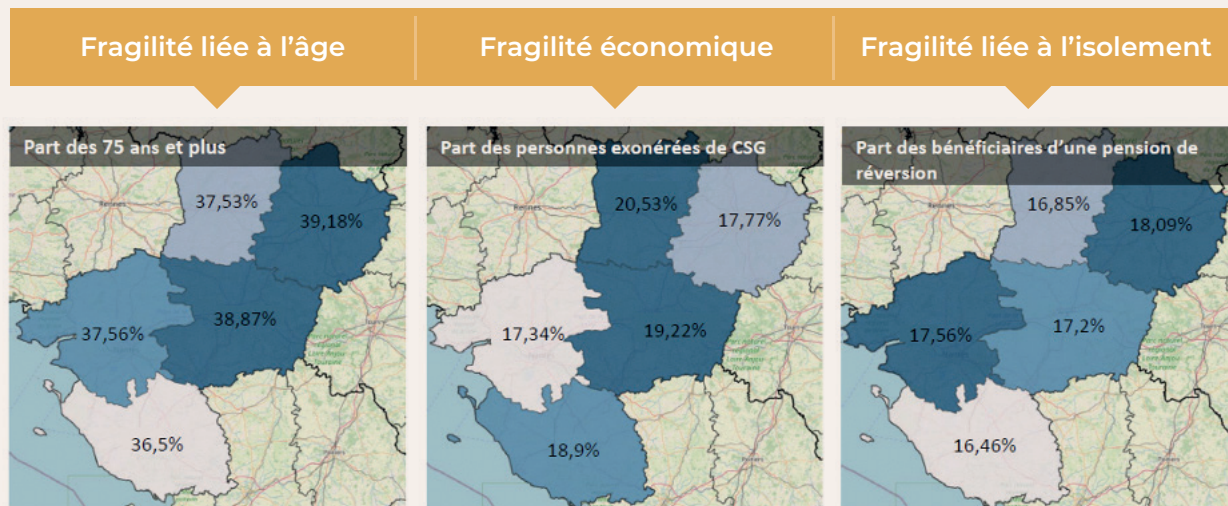 Fragilité liée à l’âge
Fragilité économique
Fragilité liée à l’isolement
Part des 75 ans et plus
37,53%
39,18%
Rennes
37,56%
38,87%
36,5%
Part des personnes exonérées de CSG
20,53%
17,77%
Rennes
17,34%
19,22%
18,9%
Part des bénéficiaires d’une pension de
réversion
16,85%
18,09%
Rennes
17,56%
17,2%
16,46%